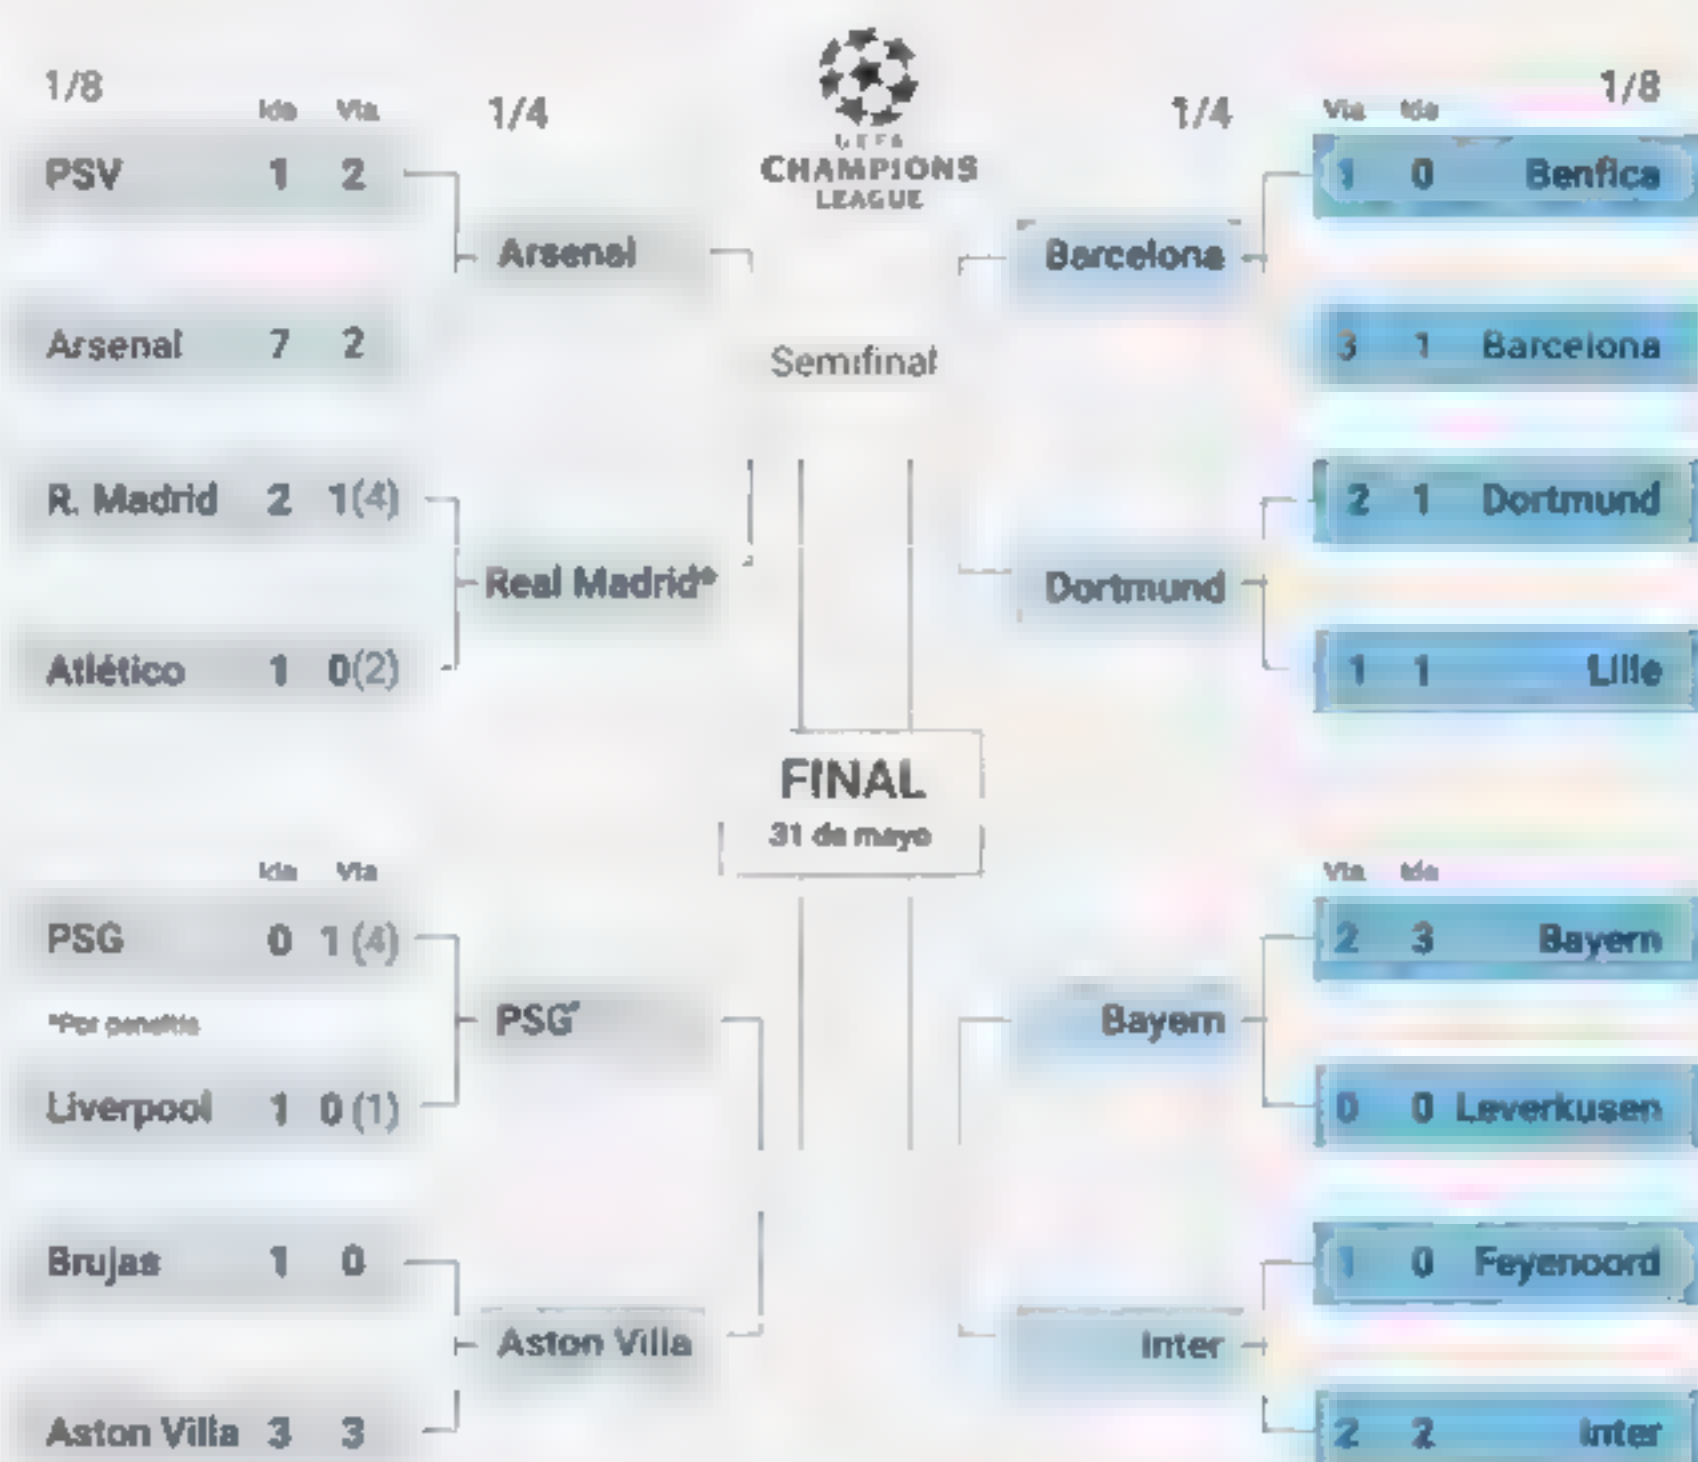 1/8
Ida Vta
1/4
UEFA
CHAMPIONS
LEAGUE
1/4
Vta Ida
1/8
PSV 1 2
Arsenal
Arsenal 7 2
R. Madrid 2 1(4)
Real Madrid*
Atlético 1 0(2)
Semifinal
1 0 Benfica
Barcelona
3 1 Barcelona
2 1 Dortmund
Dortmund
1 1 Lille
FINAL
31 de mayo
Ida Vta
PSG 0 1 (4)
*Por penaltis
PSG*
Liverpool 1 0 (1)
Brujas 1 0
Aston Villa
Aston Villa 3 3
Vta Ida
2 3 Bayern
Bayern
0 0 Leverkusen
1 0 Feyenoord
Inter
2 2 Inter